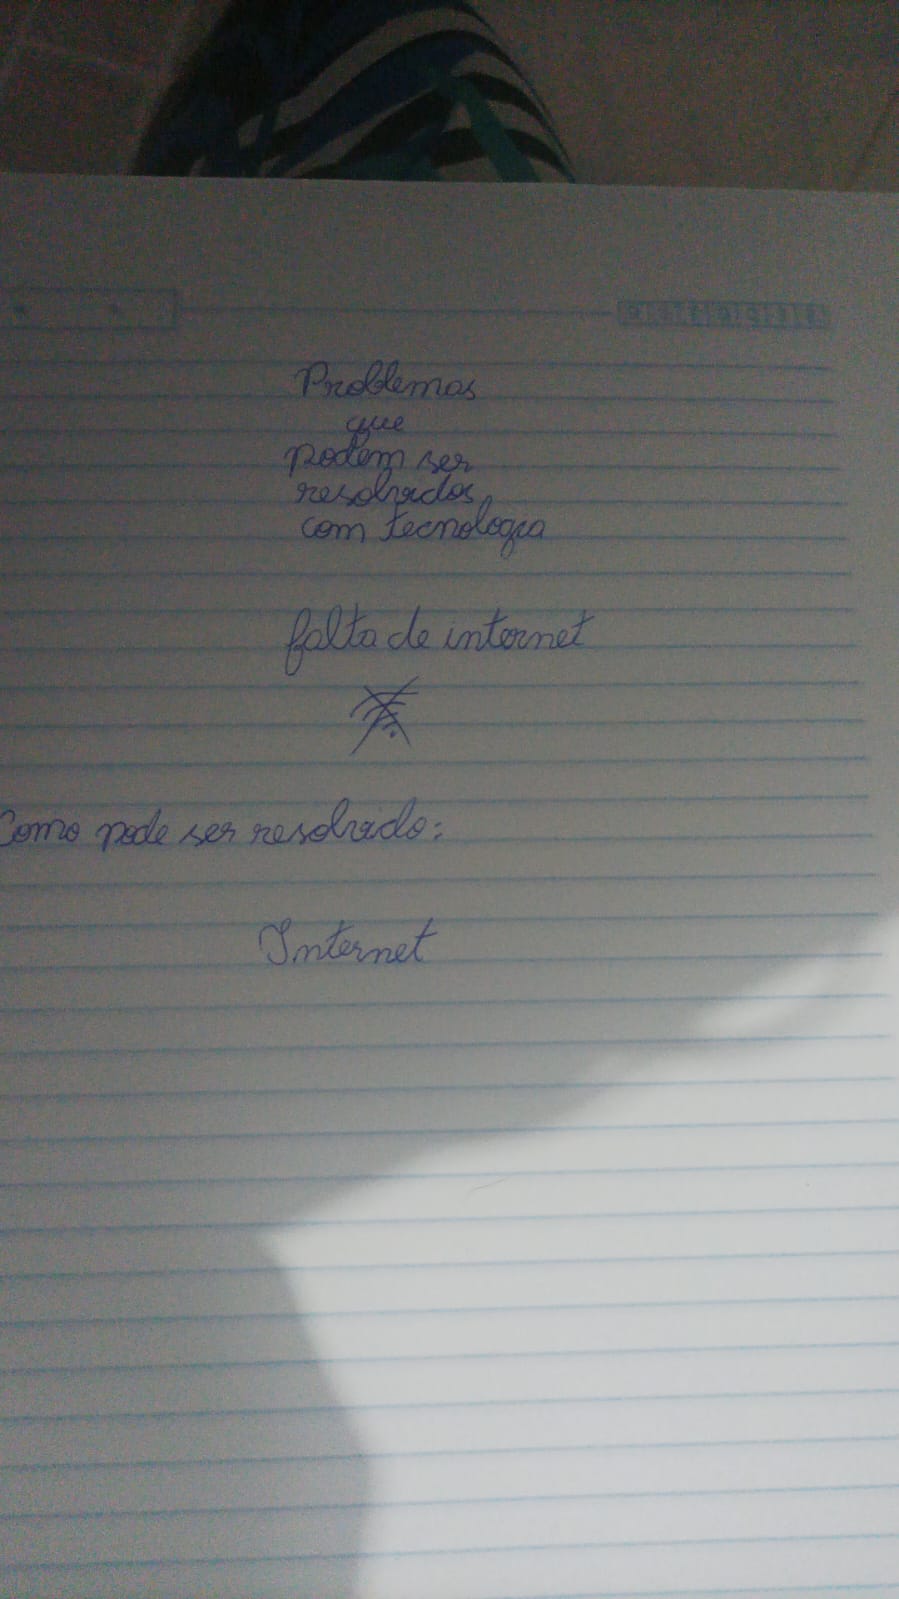 Problemas
que
podem ser
resolvidos
com tecnologia
falta de internet
Como pode ser resolvido:
Internet